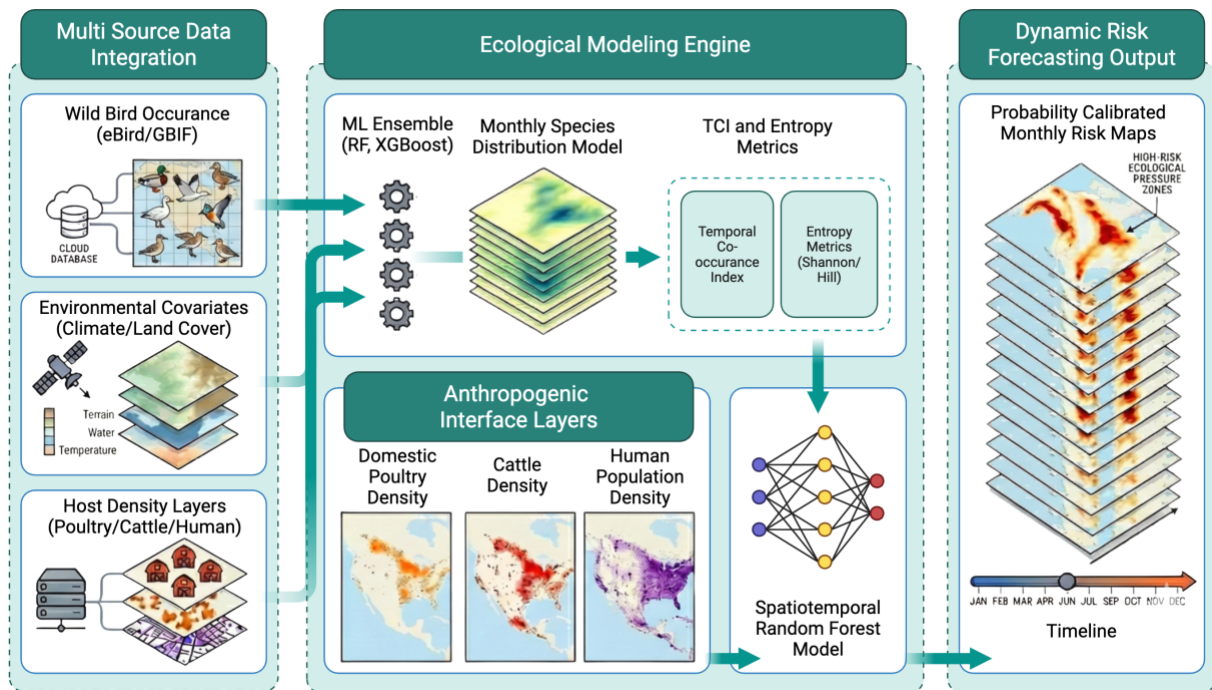 Multi Source Data
Integration
Wild Bird Occurance
(eBird/GBIF)
CLOUD
DATABASE
Environmental Covariates
(Climate/Land Cover)
Terrain
Water
Temperature
Host Density Layers
(Poultry/Cattle/Human)
Ecological Modeling Engine
ML Ensemble
(RF, XGBoost)
Monthly Species
Distribution Model
TCI and Entropy
Metrics
Temporal
Co-
occurance
Index
Entropy
Metrics
(Shannon/
Hill)
Anthropogenic
Interface Layers
Domestic
Poultry
Density
Cattle
Density
Human
Population
Density
Spatiotemporal
Random Forest
Model
Dynamic Risk
Forecasting Output
Probability Calibrated
Monthly Risk Maps
HIGH-RISK
ECOLOGICAL
PRESSURE
ZONES
JAN FEB MAR APR JUN JUL SEP OCT NOV DEC
Timeline